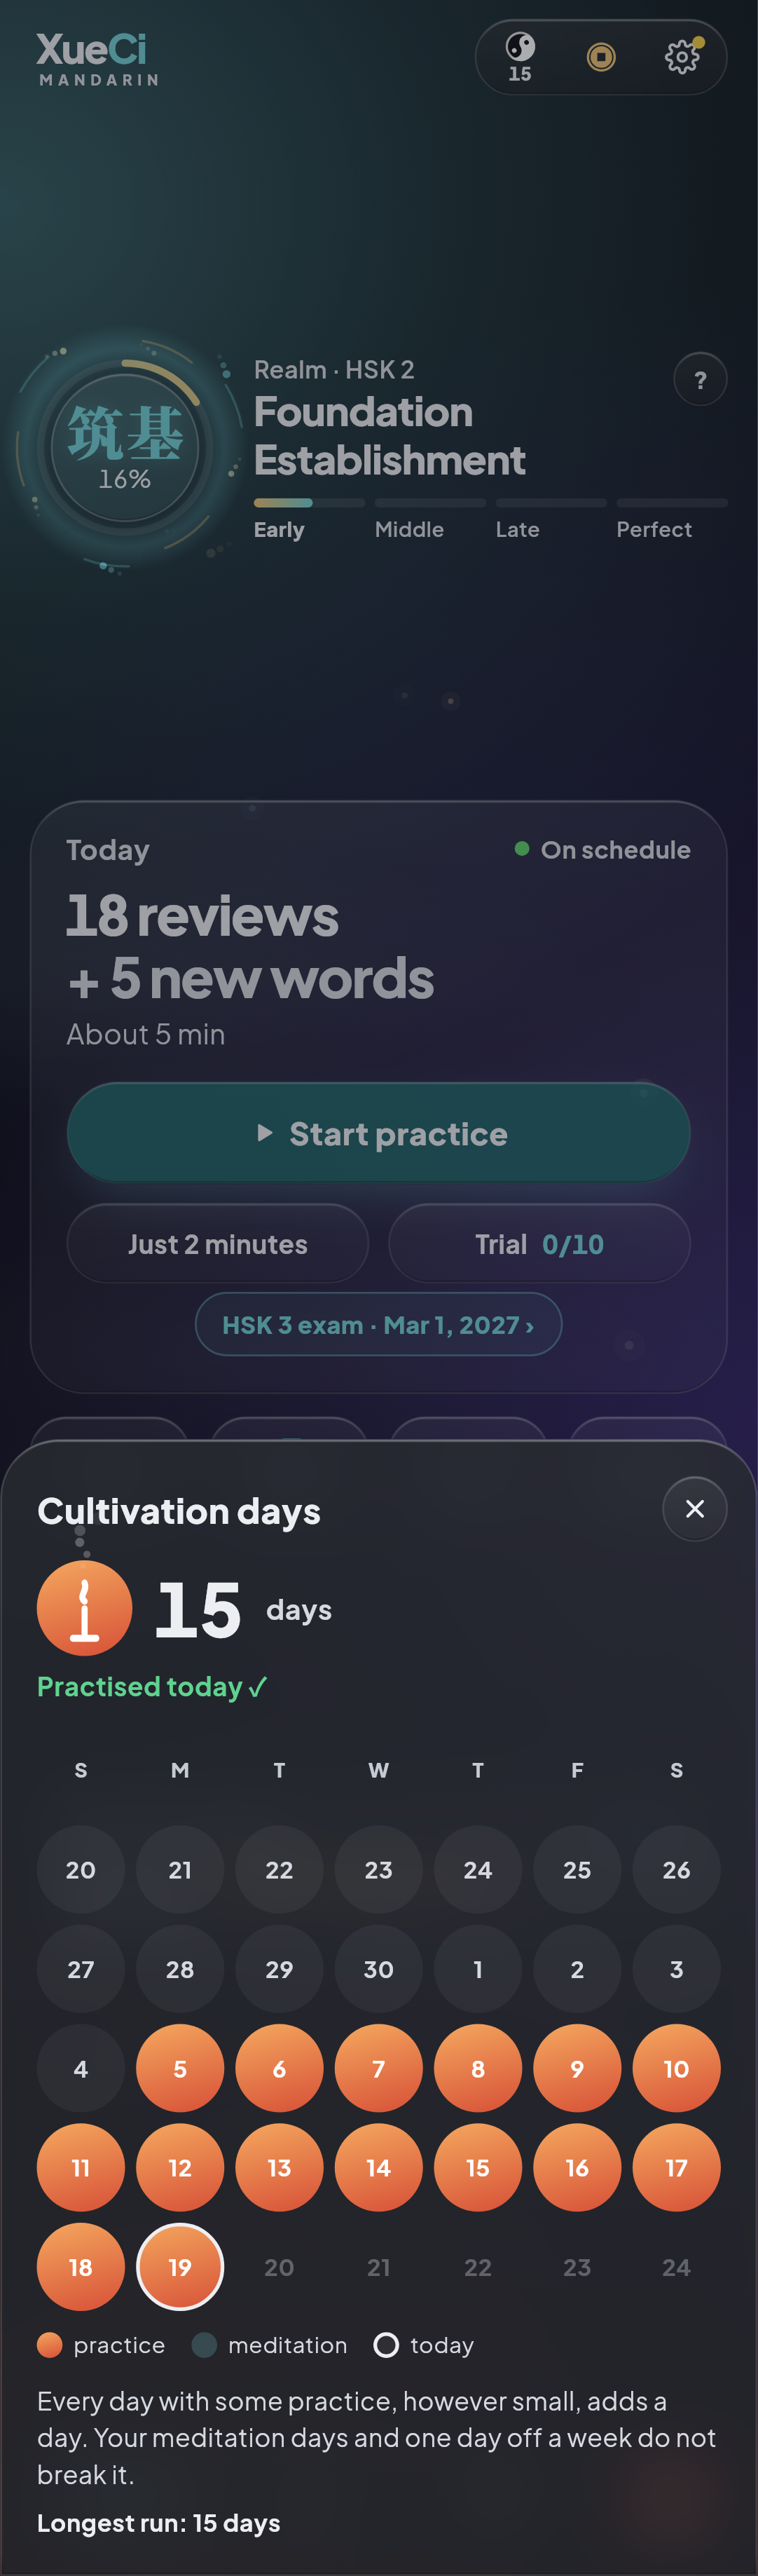 XueCi
MANDARIN
15
Realm · HSK 2
?
Foundation
Establishment
筑基
16%
Early Middle Late Perfect
Today
On schedule
18 reviews
+ 5 new words
About 5 min
Start practice
Just 2 minutes
Trial 0/10
HSK 3 exam · Mar 1, 2027 ›
Cultivation days
15 days
Practised today ✓
S M T W T F S
20 21 22 23 24 25 26
27 28 29 30 1 2 3
4 5 6 7 8 9 10
11 12 13 14 15 16 17
18 19 20 21 22 23 24
practice meditation today
Every day with some practice, however small, adds a
day. Your meditation days and one day off a week do not
break it.
Longest run: 15 days